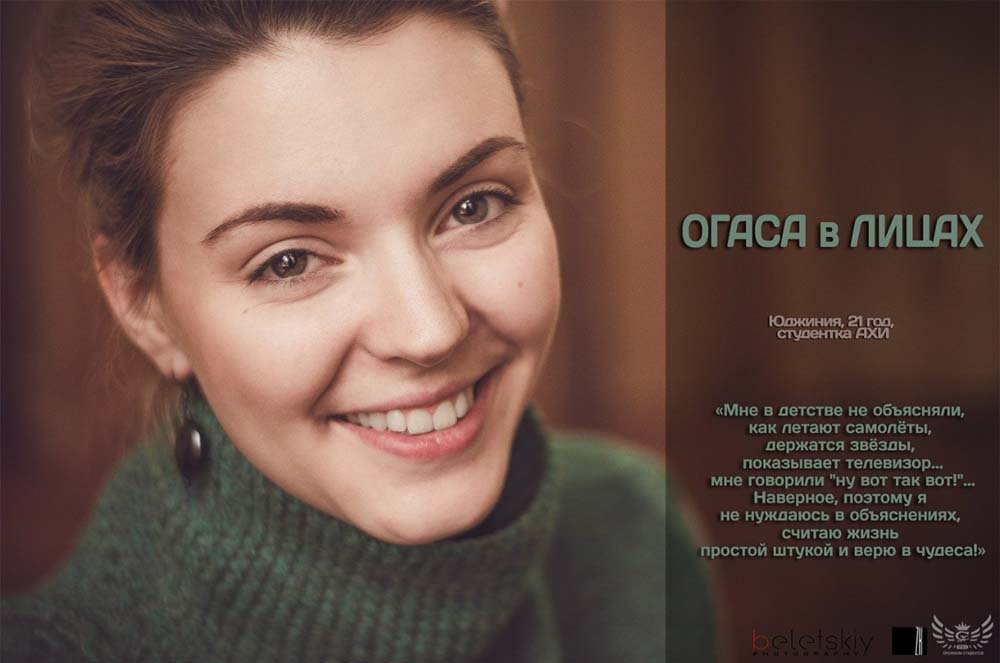 ОГАСА в ЛИЦАХ
Юджиния, 21 год,
студентка АХИ
«Мне в детстве не объясняли,
как летают самолёты,
держатся звёзды,
показывает телевизор...
мне говорили "ну вот так вот!"...
Наверное, поэтому я
не нуждаюсь в объяснениях,
считаю жизнь
простой штукой и верю в чудеса!»
beletskiy
PHOTOGRAPHY